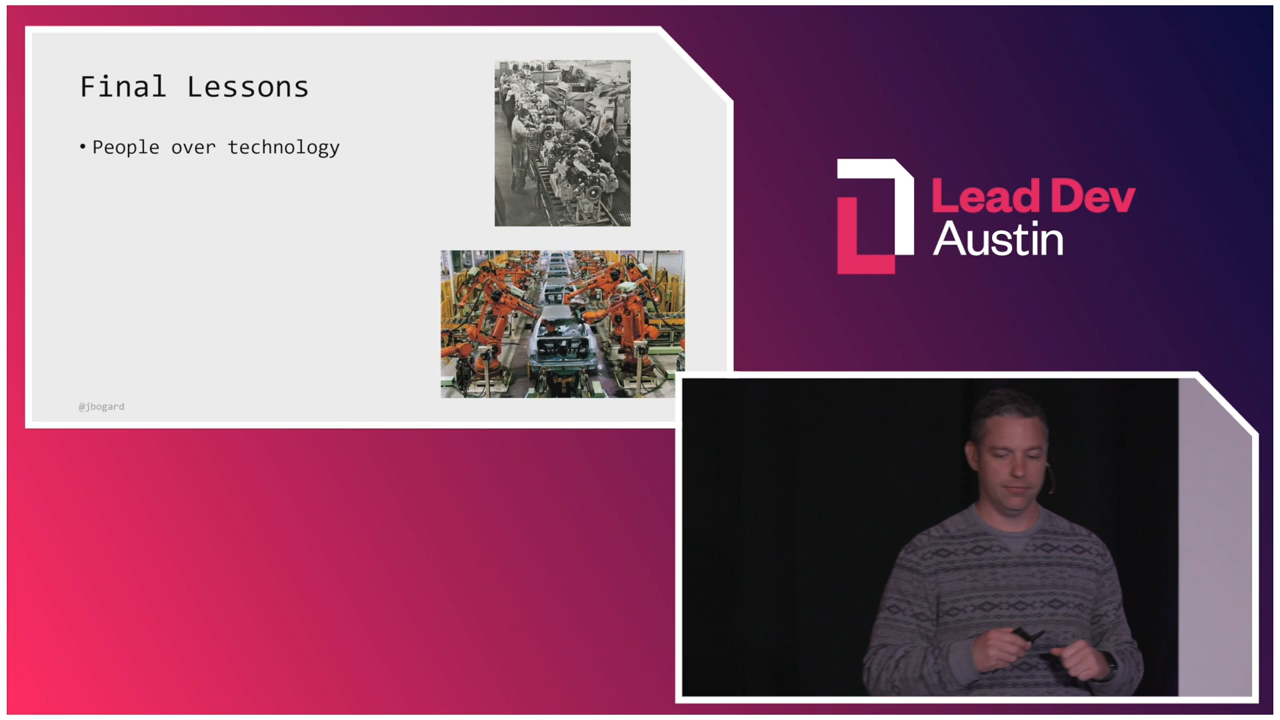 Final Lessons
• People over technology
@jbogard
Lead Dev
Austin